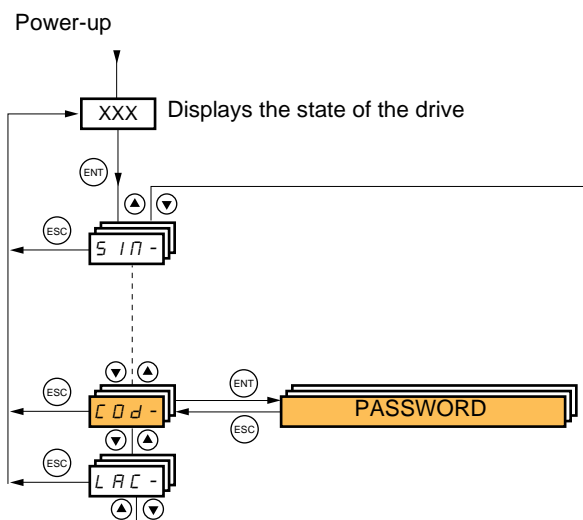 Power-up
XXX Displays the state of the drive
ENT
ESC
SIM-
ESC
ENT
COd-
PASSWORD
ESC
ESC
LAC-